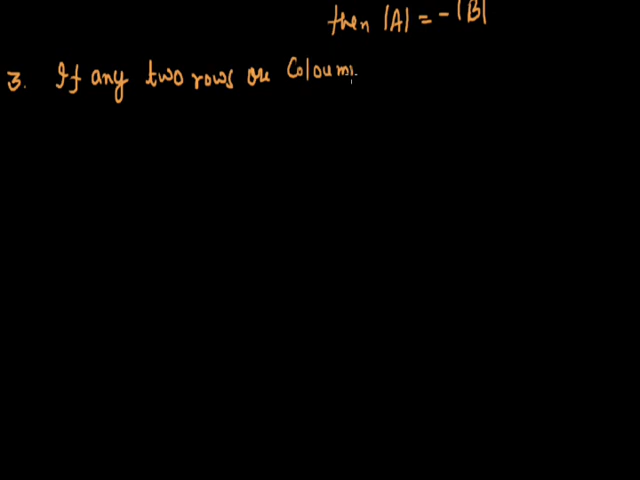 then |A| = -|B|
3. If any two rows or Coloum